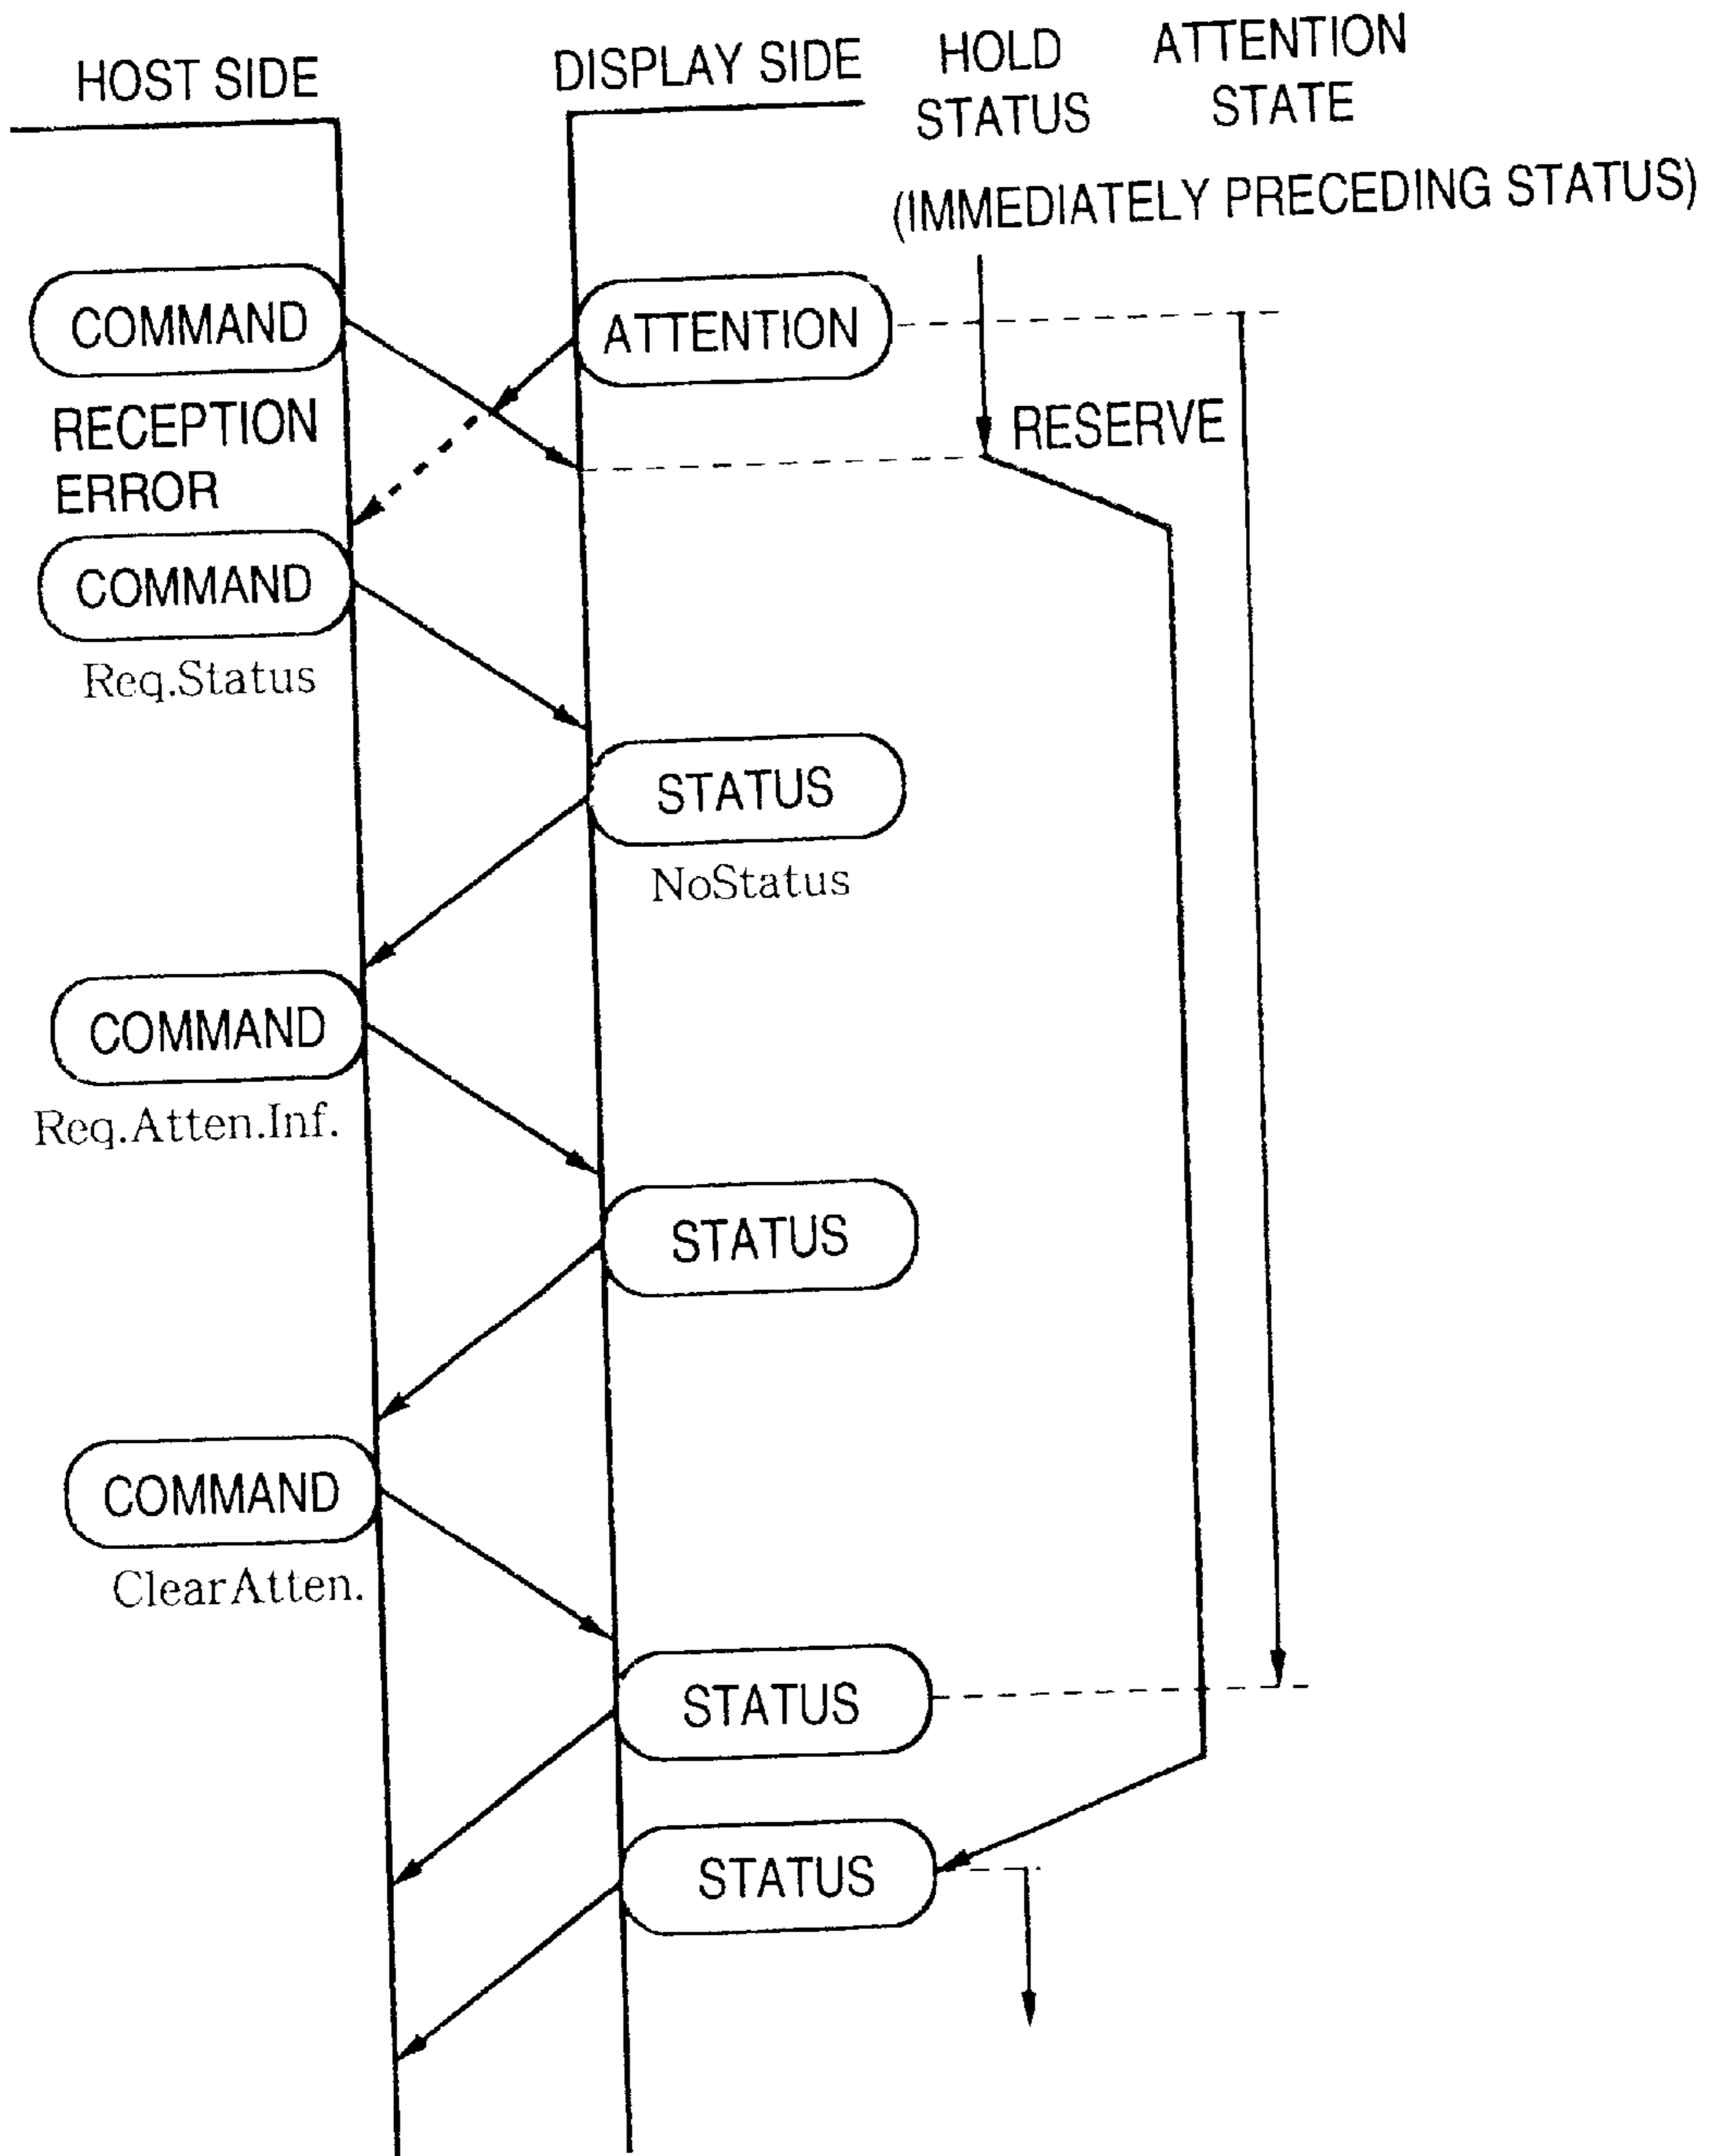 HOST SIDE
DISPLAY SIDE
HOLD
STATUS
ATTENTION
STATE
(IMMEDIATELY PRECEDING STATUS)
COMMAND
ATTENTION
RECEPTION
ERROR
RESERVE
COMMAND
Req.Status
STATUS
NoStatus
COMMAND
Req.Atten.Inf.
STATUS
COMMAND
ClearAtten.
STATUS
STATUS